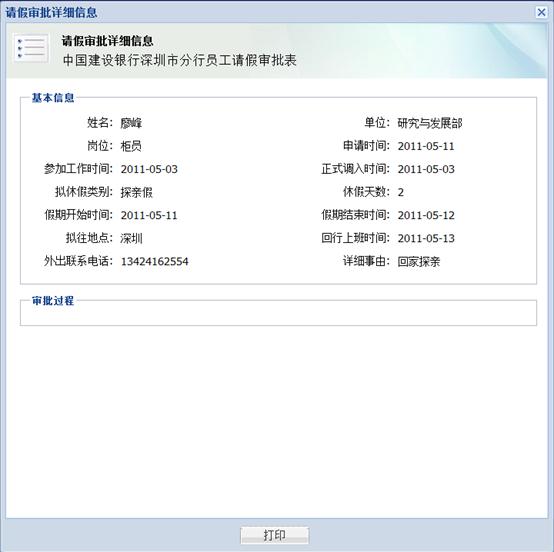 请假审批详细信息
请假审批详细信息
中国建设银行深圳市分行员工请假审批表
基本信息
姓名: 廖峰 单位: 研究与发展部
岗位: 柜员 申请时间: 2011-05-11
参加工作时间: 2011-05-03 正式调入时间: 2011-05-03
拟休假类别: 探亲假 休假天数: 2
假期开始时间: 2011-05-11 假期结束时间: 2011-05-12
拟往地点: 深圳 回行上班时间: 2011-05-13
外出联系电话: 13424162554 详细事由: 回家探亲
审批过程
打印